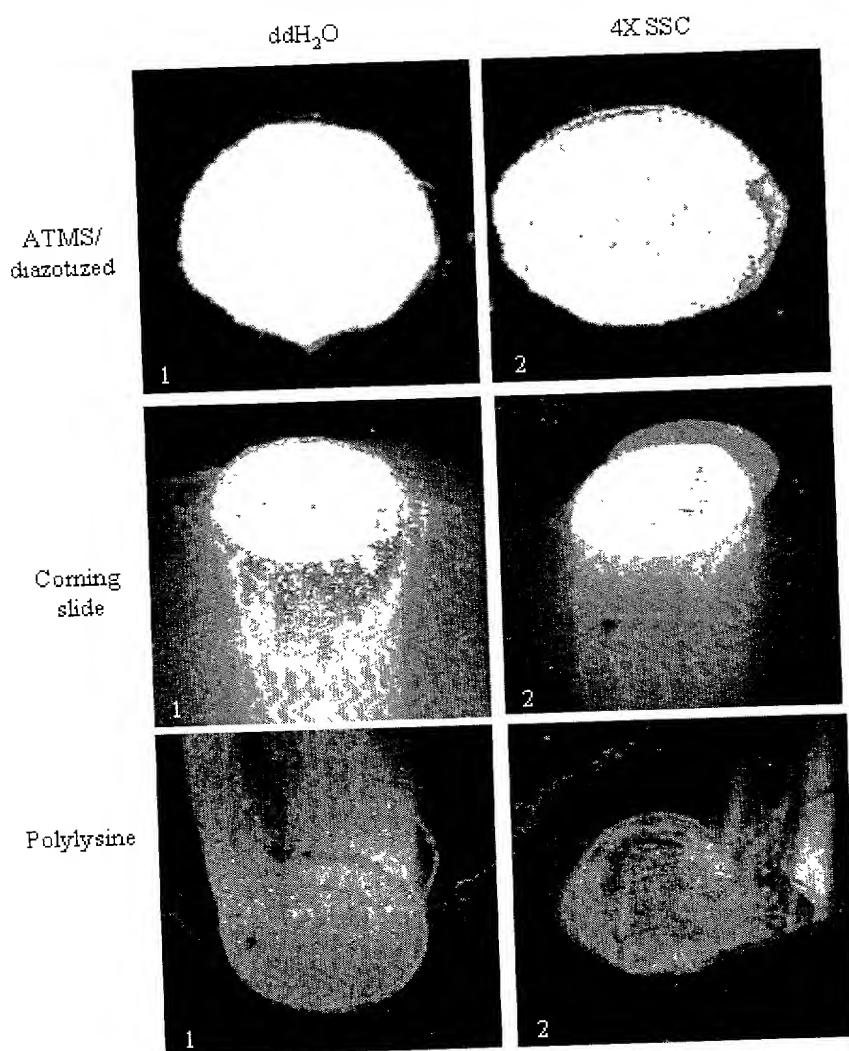 ddH₂O
4X SSC
ATMS/
diazotized
1
2
Corning
slide
1
2
Polylysine
1
2